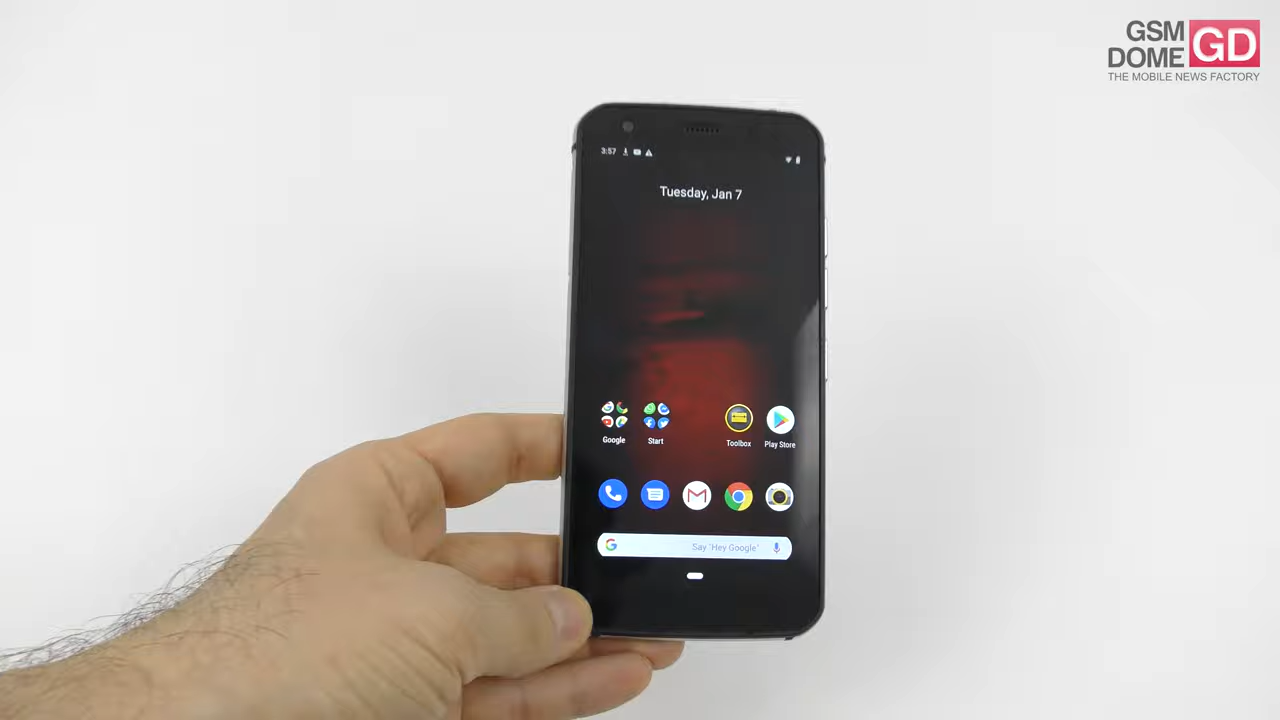 GSM
DOME
GD
THE MOBILE NEWS FACTORY
3:57
Tuesday, Jan 7
Google
Start
Toolbox
Play Store
Say "Hey Google"